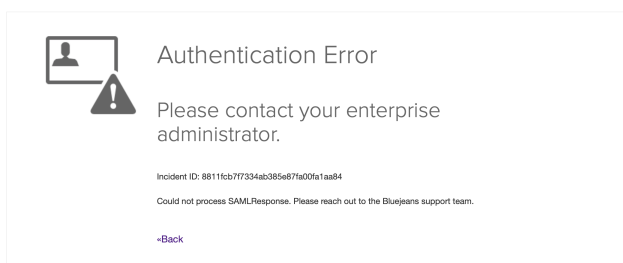 Authentication Error
Please contact your enterprise
administrator.
Incident ID: 8811fcb7f7334ab385e87fa00fa1aa84
Could not process SAMLResponse. Please reach out to the Bluejeans support team.
«Back